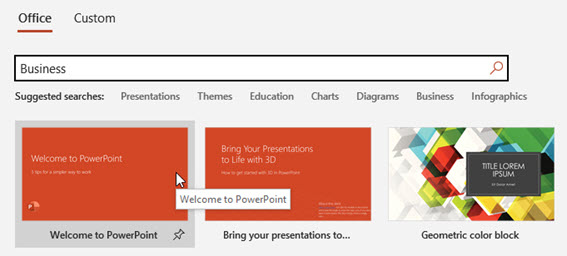 Office Custom
Business
Suggested searches: Presentations Themes Education Charts Diagrams Business Infographics
Welcome to PowerPoint
5 tips for a simpler way to work
Bring Your Presentations
to Life with 3D
How to get started with 3D in PowerPoint
TITLE LOREM
IPSUM
Welcome to PowerPoint
Welcome to PowerPoint
Bring your presentations to...
Geometric color block